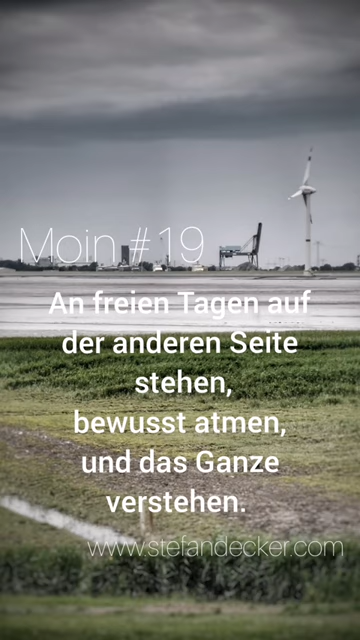 Moin #19
An freien Tagen auf
der anderen Seite
stehen,
bewusst atmen,
und das Ganze
verstehen.
www.stefandecker.com